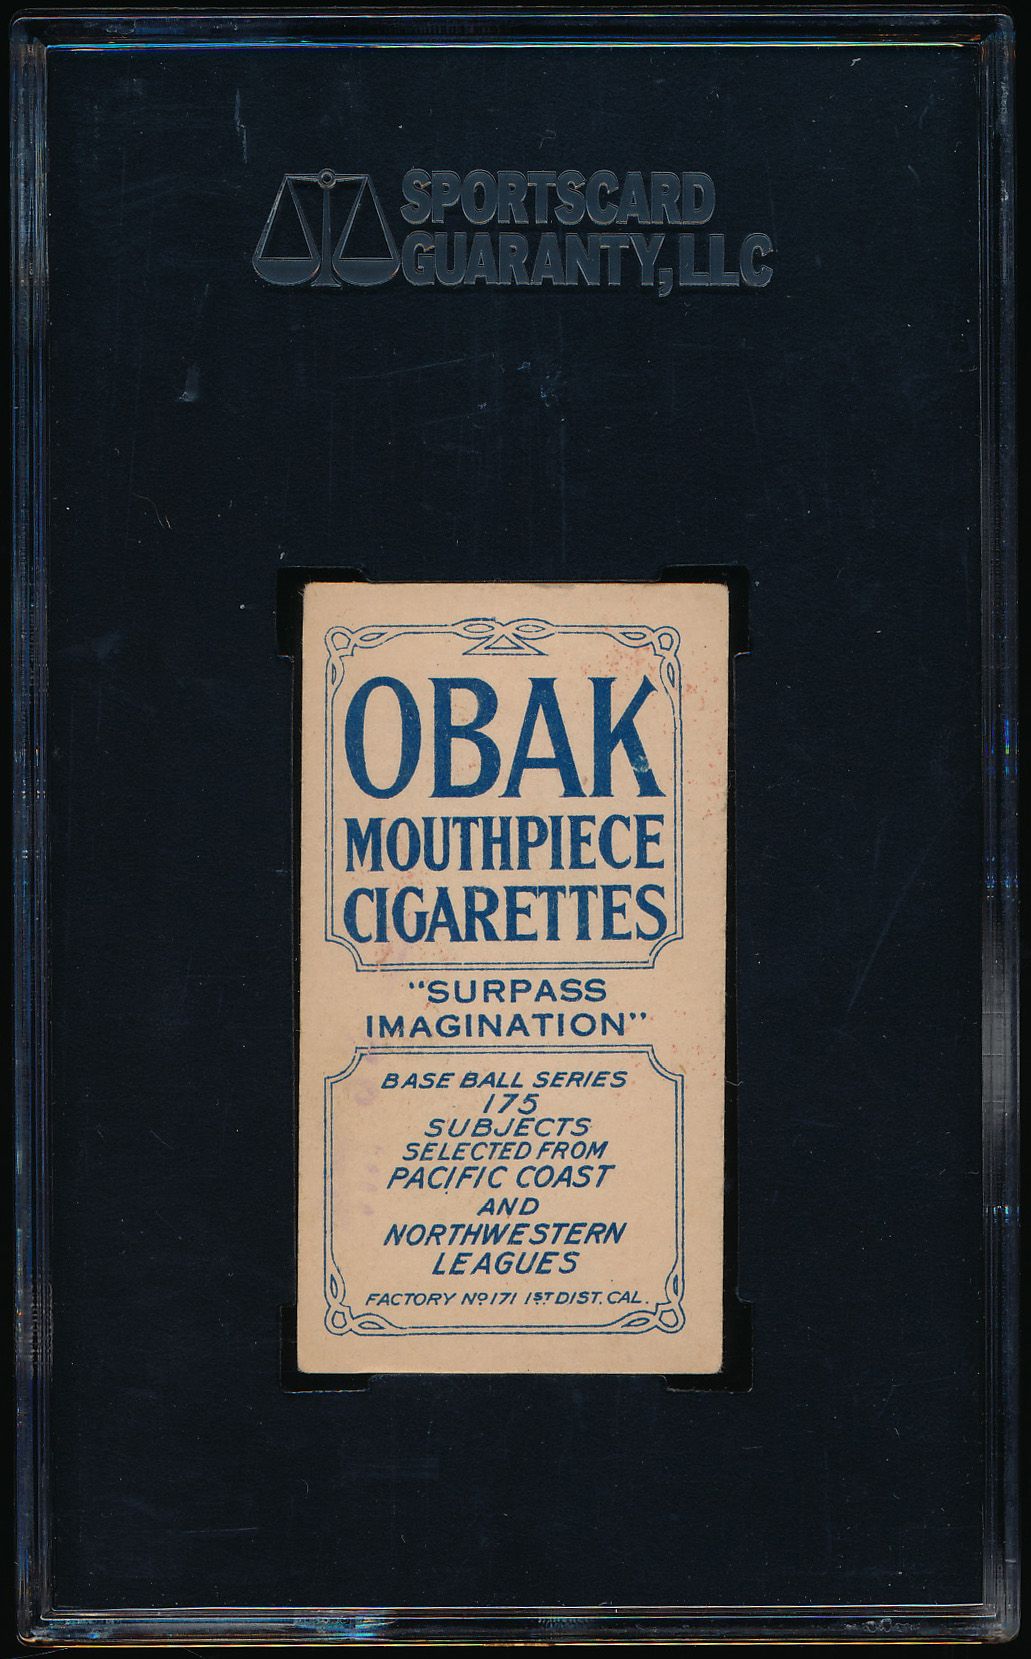 SPORTSCARD
GUARANTY, LLC
OBAK
MOUTHPIECE
CIGARETTES
"SURPASS
IMAGINATION"
BASE BALL SERIES
175
SUBJECTS
SELECTED FROM
PACIFIC COAST
AND
NORTHWESTERN
LEAGUES
FACTORY Nº 171 1ST DIST. CAL.